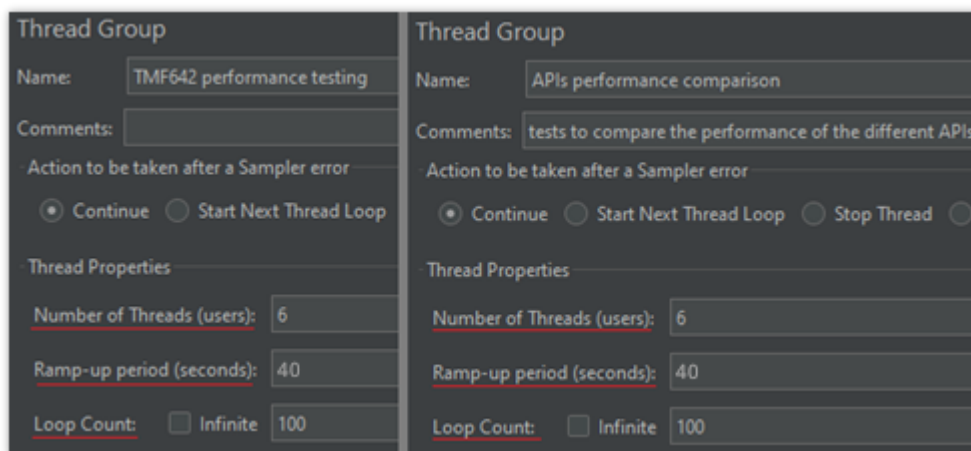 Thread Group
Name: TMF642 performance testing
Comments:
Action to be taken after a Sampler error
Continue Start Next Thread Loop
Thread Properties
Number of Threads (users): 6
Ramp-up period (seconds): 40
Loop Count: Infinite 100
Thread Group
Name: APIs performance comparison
Comments: tests to compare the performance of the different APIs
Action to be taken after a Sampler error
Continue Start Next Thread Loop Stop Thread
Thread Properties
Number of Threads (users): 6
Ramp-up period (seconds): 40
Loop Count: Infinite 100